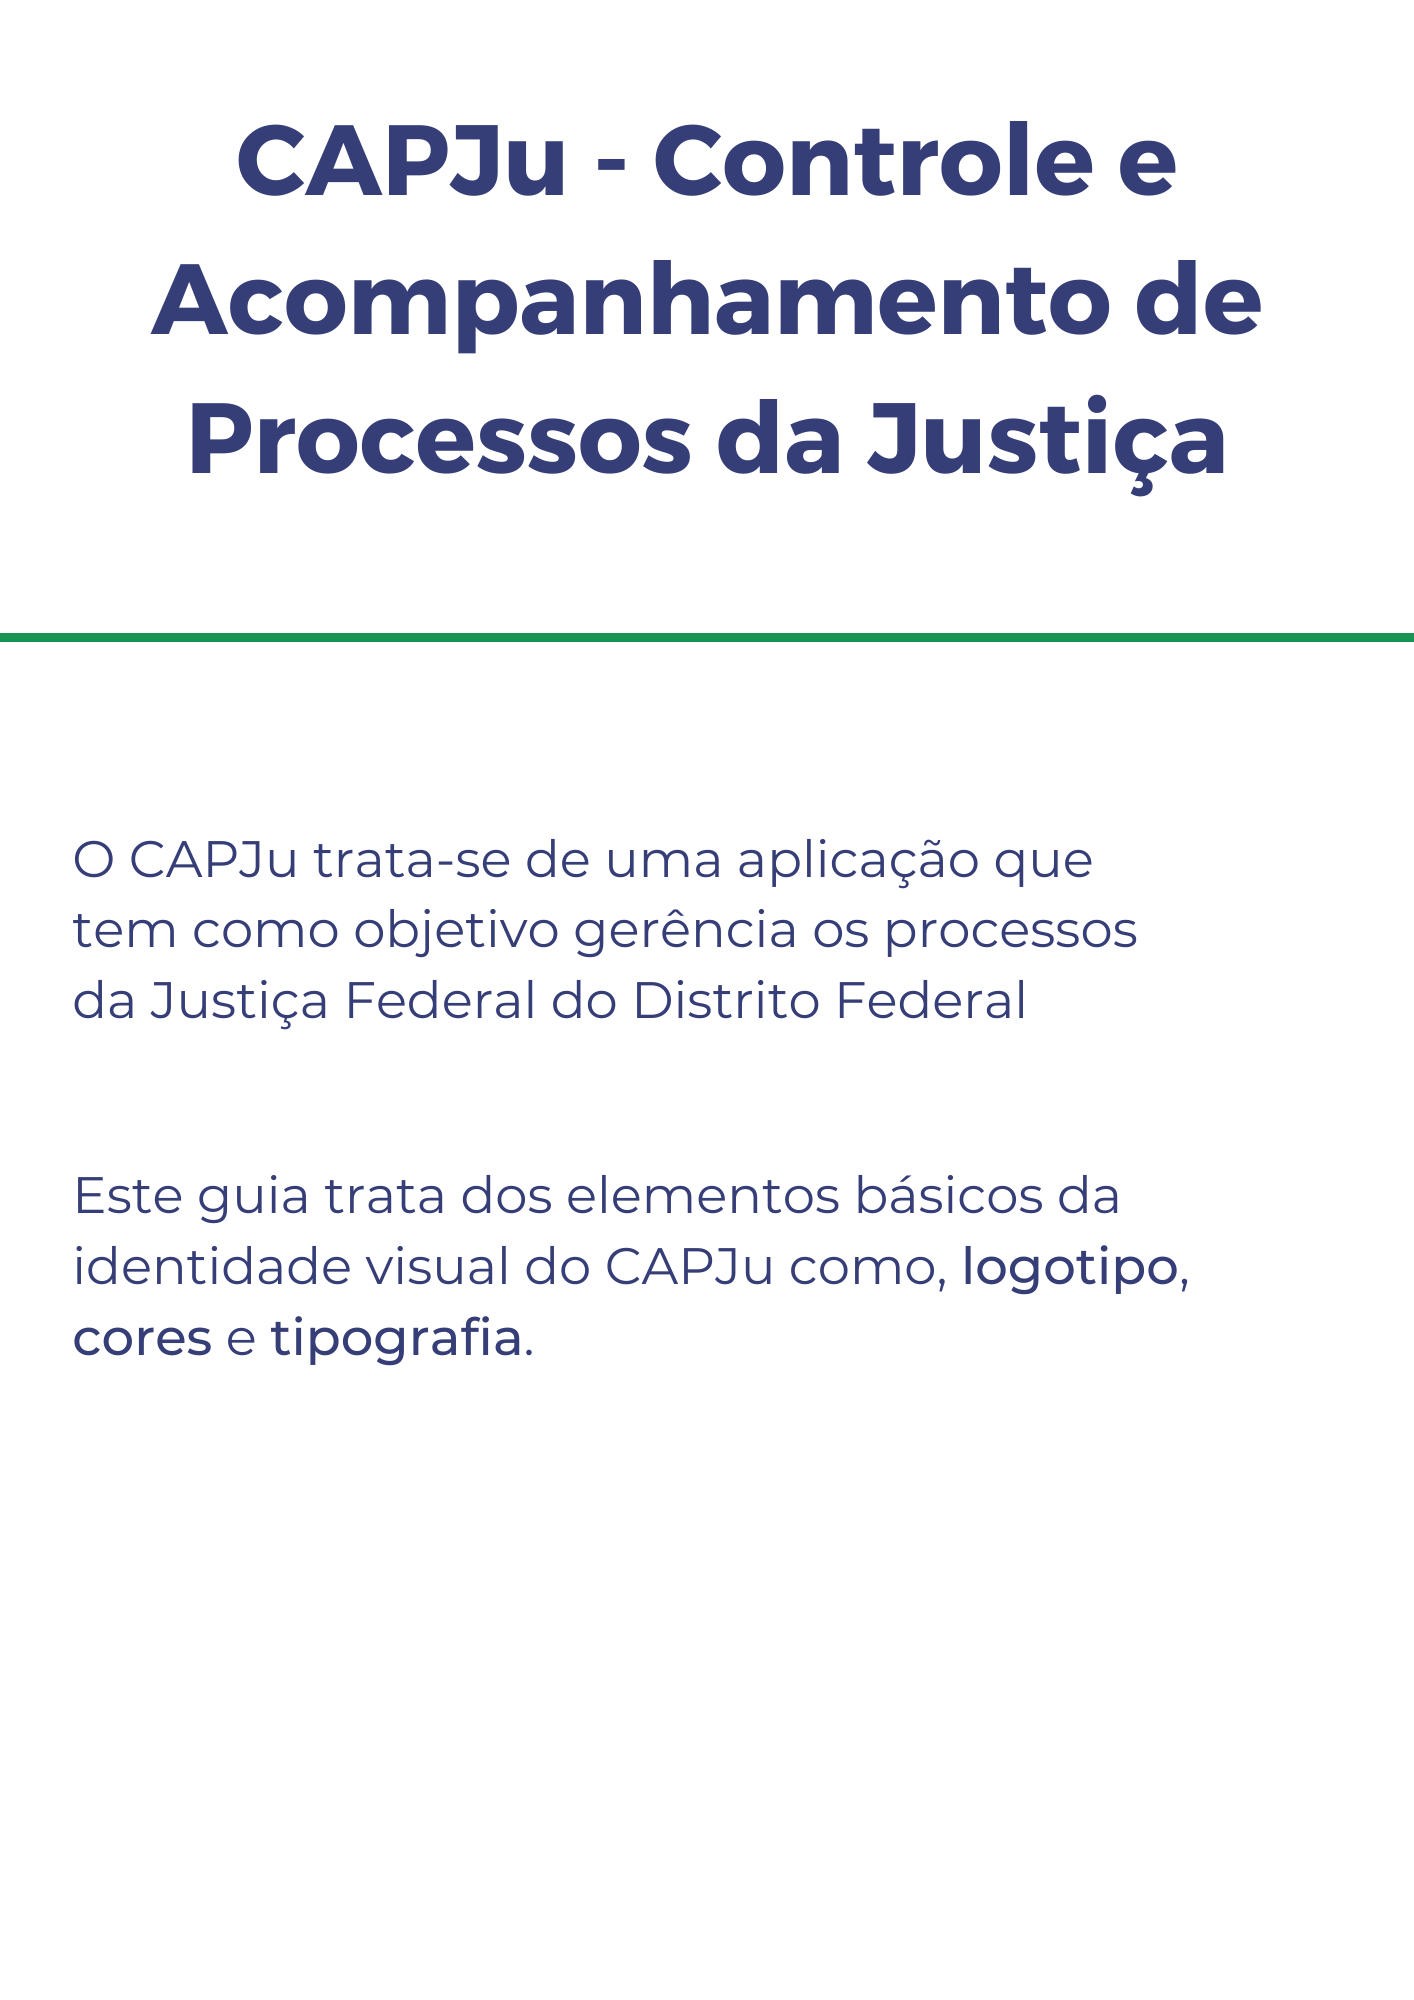 CAPJu - Controle e
Acompanhamento de
Processos da Justiça
O CAPJu trata-se de uma aplicação que
tem como objetivo gerência os processos
da Justiça Federal do Distrito Federal
Este guia trata dos elementos básicos da
identidade visual do CAPJu como, logotipo,
cores e tipografia.